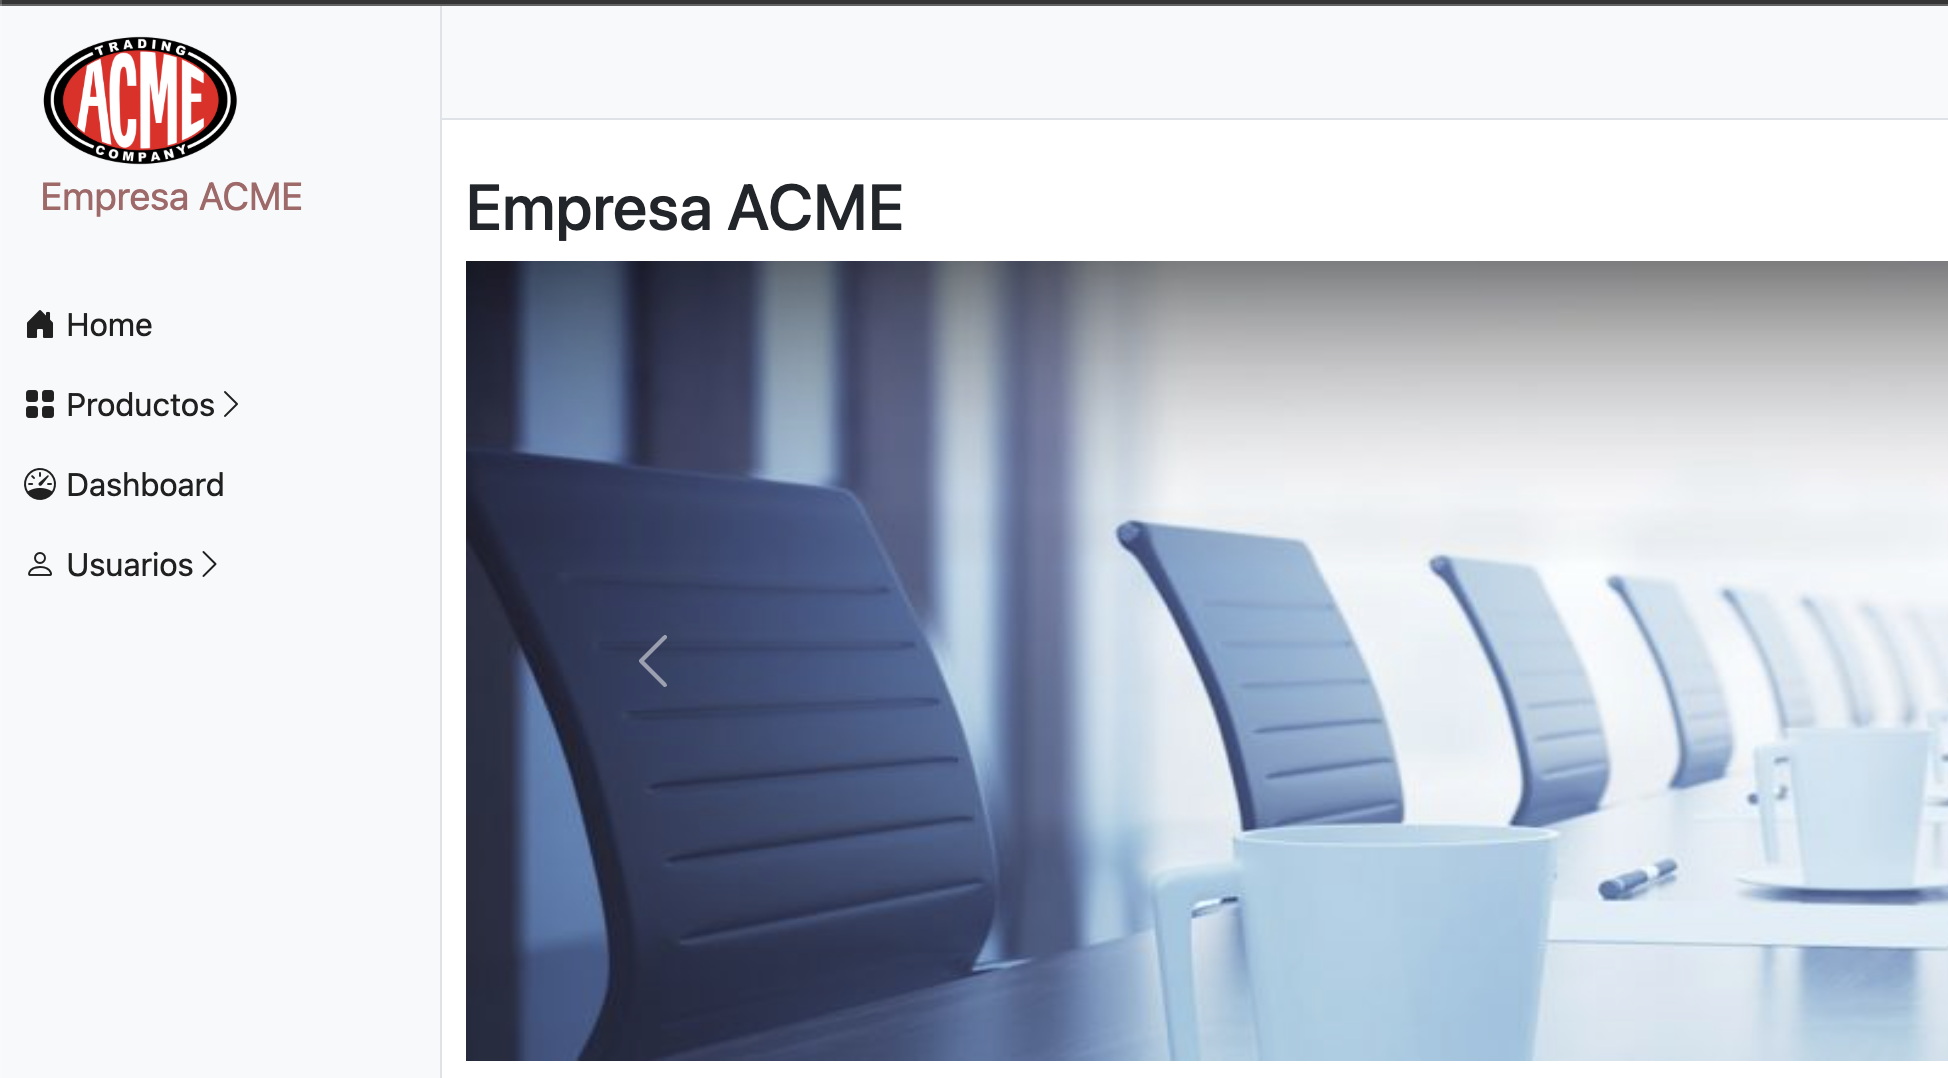 TRADING
ACME
COMPANY
Empresa ACME
Home
Productos
Dashboard
Usuarios
Empresa ACME